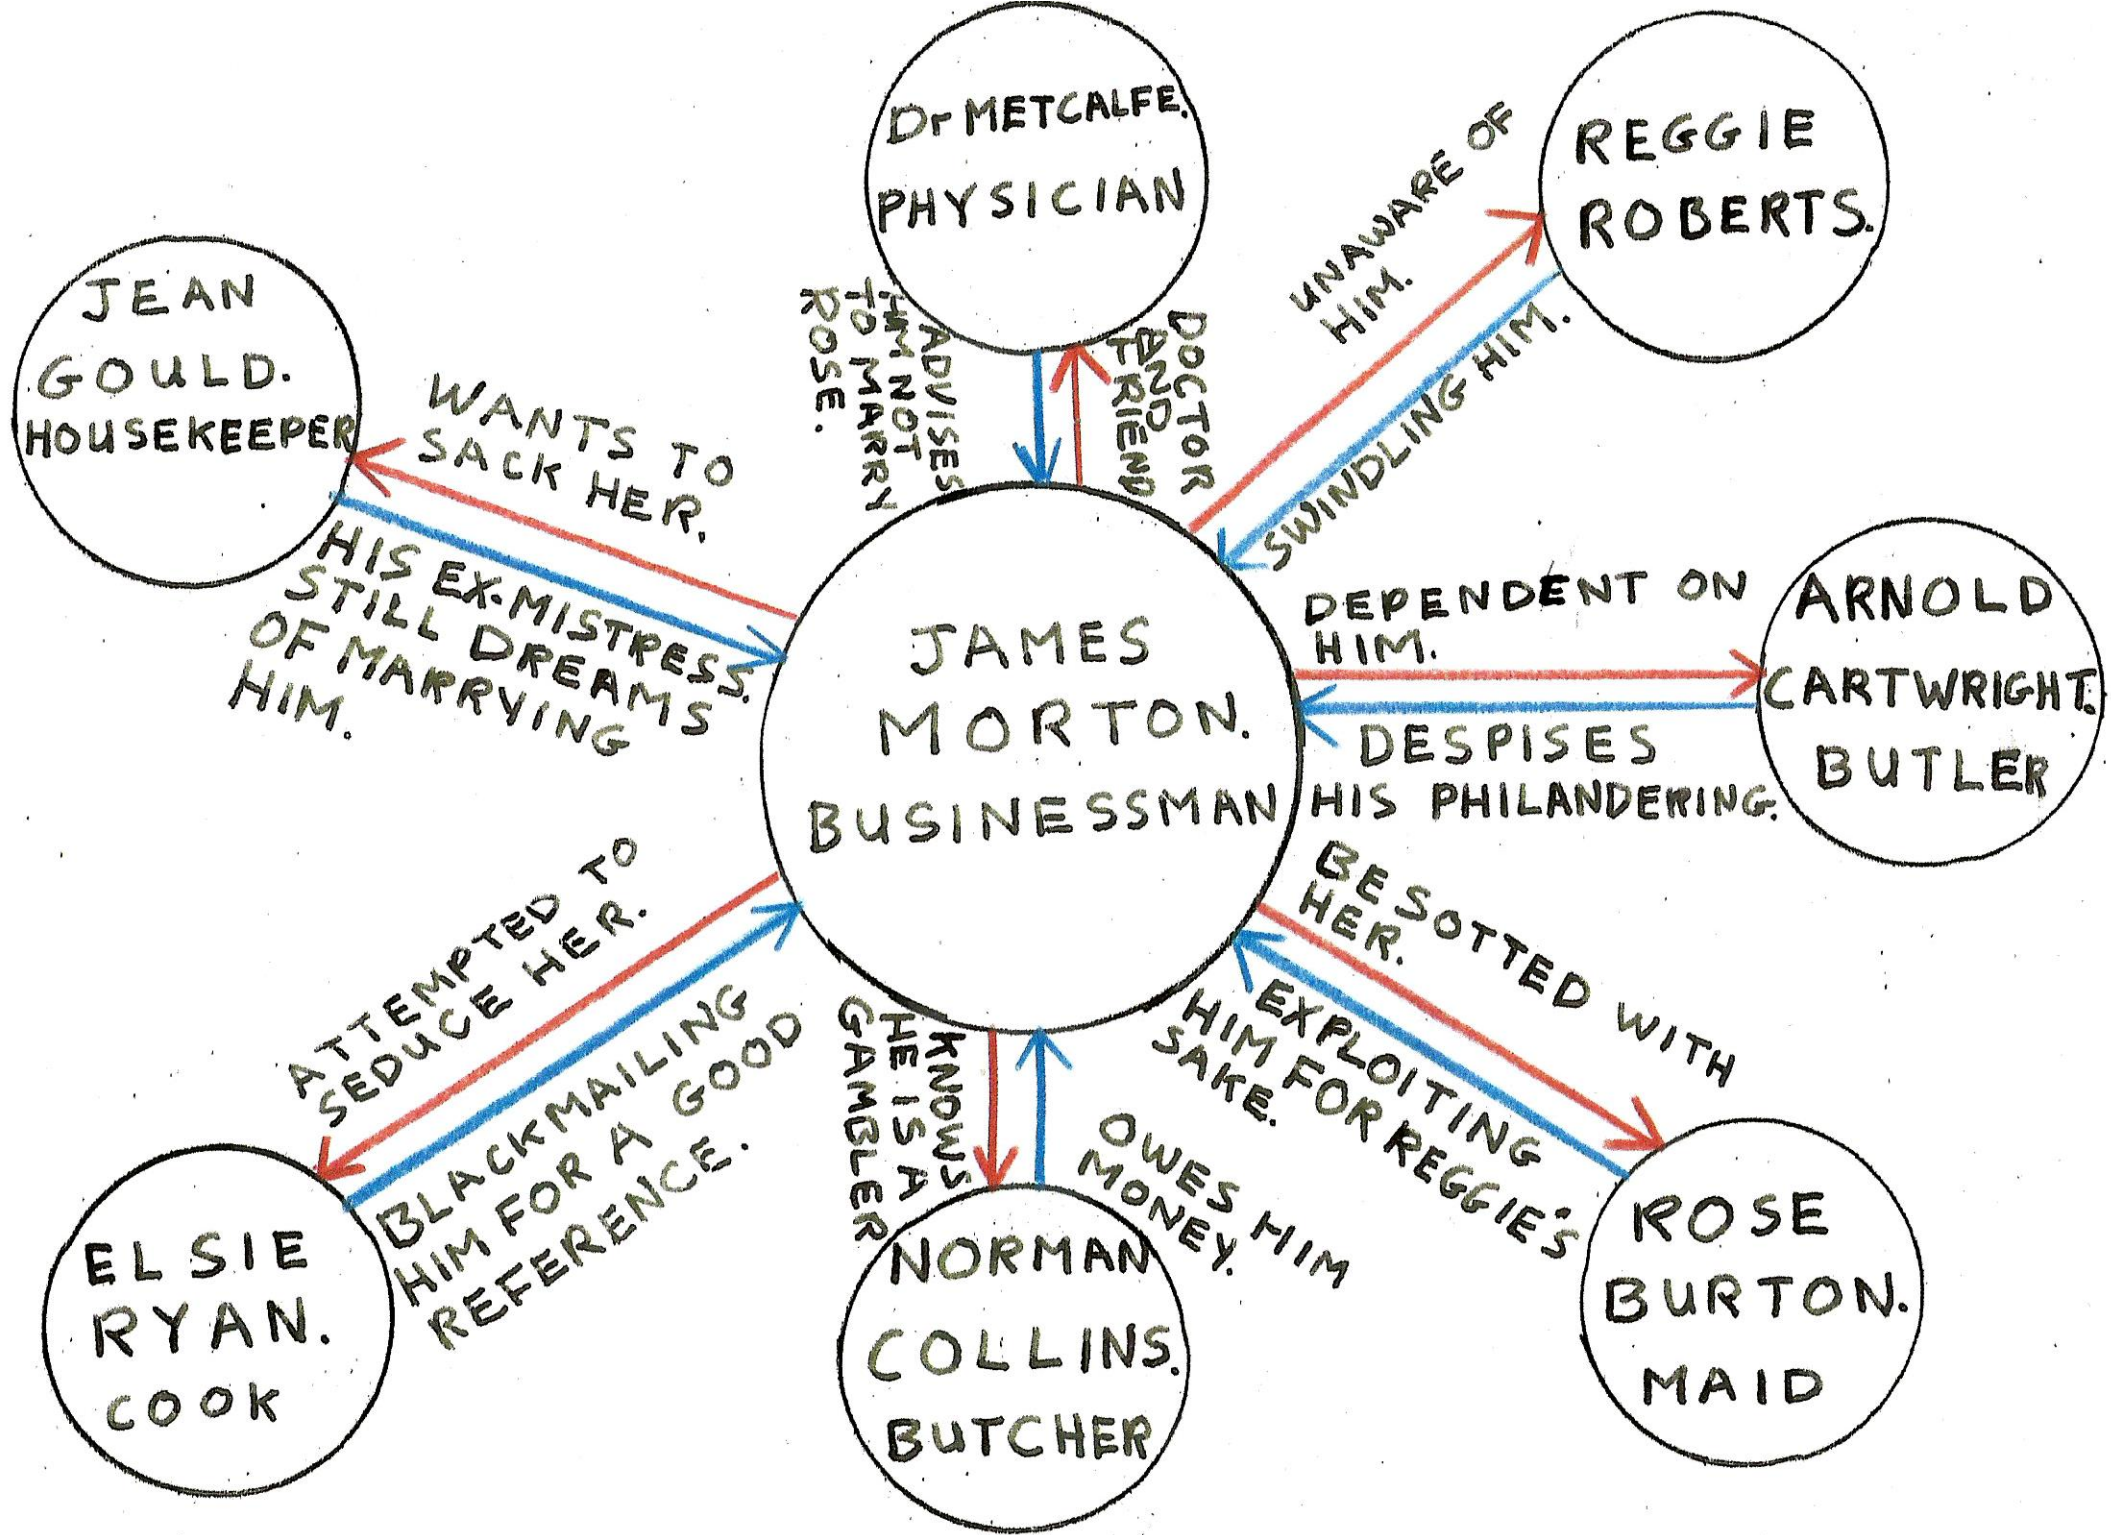 Dr METCALFE.
PHYSICIAN
REGGIE
ROBERTS.
UNAWARE OF
HIM.
SWINDLING HIM.
ADVISES
HIM NOT
TO MARRY
ROSE.
DOCTOR
AND
FRIEND
JEAN
GOULD.
HOUSEKEEPER
WANTS TO
SACK HER.
HIS EX-MISTRESS.
STILL DREAMS
OF MARRYING
HIM.
JAMES
MORTON.
BUSINESSMAN
DEPENDENT ON
HIM.
DESPISES
HIS PHILANDERING.
ARNOLD
CARTWRIGHT.
BUTLER
ATTEMPTED TO
SEDUCE HER.
BLACKMAILING
HIM FOR A GOOD
REFERENCE.
ELSIE
RYAN.
COOK
KNOWS
HE IS A
GAMBLER
OWES HIM
MONEY.
NORMAN
COLLINS.
BUTCHER
BESOTTED WITH
HER.
EXPLOITING
HIM FOR REGGIE'S
SAKE.
ROSE
BURTON.
MAID